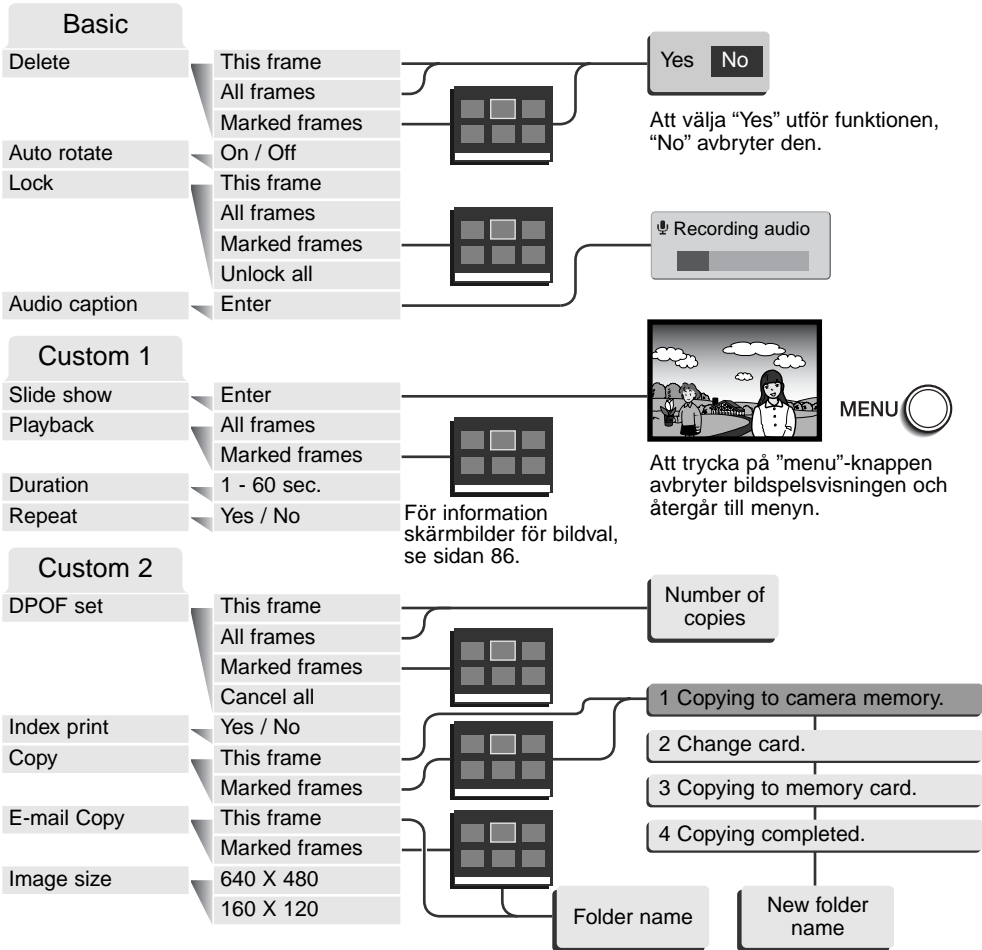 Basic
Delete
This frame
All frames
Marked frames
Yes No
Att välja “Yes” utför funktionen,
“No” avbryter den.
Auto rotate
On / Off
Lock
This frame
All frames
Marked frames
Unlock all
Recording audio
Audio caption
Enter
Custom 1
Slide show
Enter
Playback
All frames
Marked frames
MENU
Att trycka på ”menu”-knappen
avbryter bildspelsvisningen och
återgår till menyn.
Duration
1 - 60 sec.
Repeat
Yes / No
För information
skärmbilder för bildval,
se sidan 86.
Custom 2
DPOF set
This frame
All frames
Marked frames
Cancel all
Number of
copies
Index print
Yes / No
Copy
This frame
Marked frames
1 Copying to camera memory.
2 Change card.
3 Copying to memory card.
4 Copying completed.
E-mail Copy
This frame
Marked frames
Image size
640 X 480
160 X 120
Folder name
New folder
name